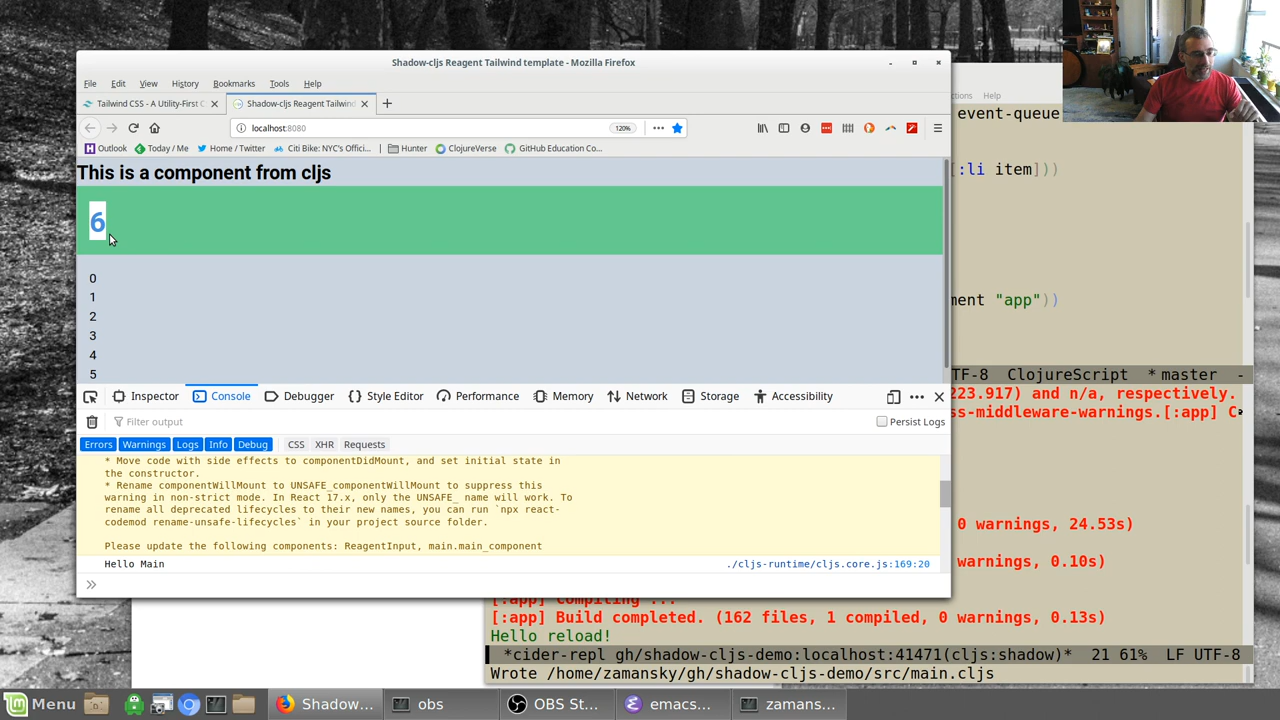 Shadow-cljs Reagent Tailwind template - Mozilla Firefox
File Edit View History Bookmarks Tools Help
Tailwind CSS - A Utility-First C
Shadow-cljs Reagent Tailwind
localhost:8080
120%
Outlook Today / Me Home / Twitter Citi Bike: NYC's Offici... Hunter ClojureVerse GitHub Education Co...
This is a component from cljs
6
0
1
2
3
4
5
Inspector Console Debugger Style Editor Performance Memory Network Storage Accessibility
Filter output
Persist Logs
Errors Warnings Logs Info Debug CSS XHR Requests
* Move code with side effects to componentDidMount, and set initial state in
the constructor.
* Rename componentWillMount to UNSAFE_componentWillMount to suppress this
warning in non-strict mode. In React 17.x, only the UNSAFE_ name will work. To
rename all deprecated lifecycles to their new names, you can run `npx react-
codemod rename-unsafe-lifecycles` in your project source folder.
Please update the following components: ReagentInput, main.main_component
Hello Main ./cljs-runtime/cljs.core.js:169:20
»
ctions Help
event-queue
[:li item]))
ment "app"))
TF-8 ClojureScript * master -
223.917) and n/a, respectively.
ss-middleware-warnings.[:app] C
0 warnings, 24.53s)
warnings, 0.10s)
[:app] Compiling ...
[:app] Build completed. (162 files, 1 compiled, 0 warnings, 0.13s)
Hello reload!
*cider-repl gh/shadow-cljs-demo:localhost:41471(cljs:shadow)* 21 61% LF UTF-8
Wrote /home/zamansky/gh/shadow-cljs-demo/src/main.cljs
Menu Shadow... obs OBS St... emacs... zamans...